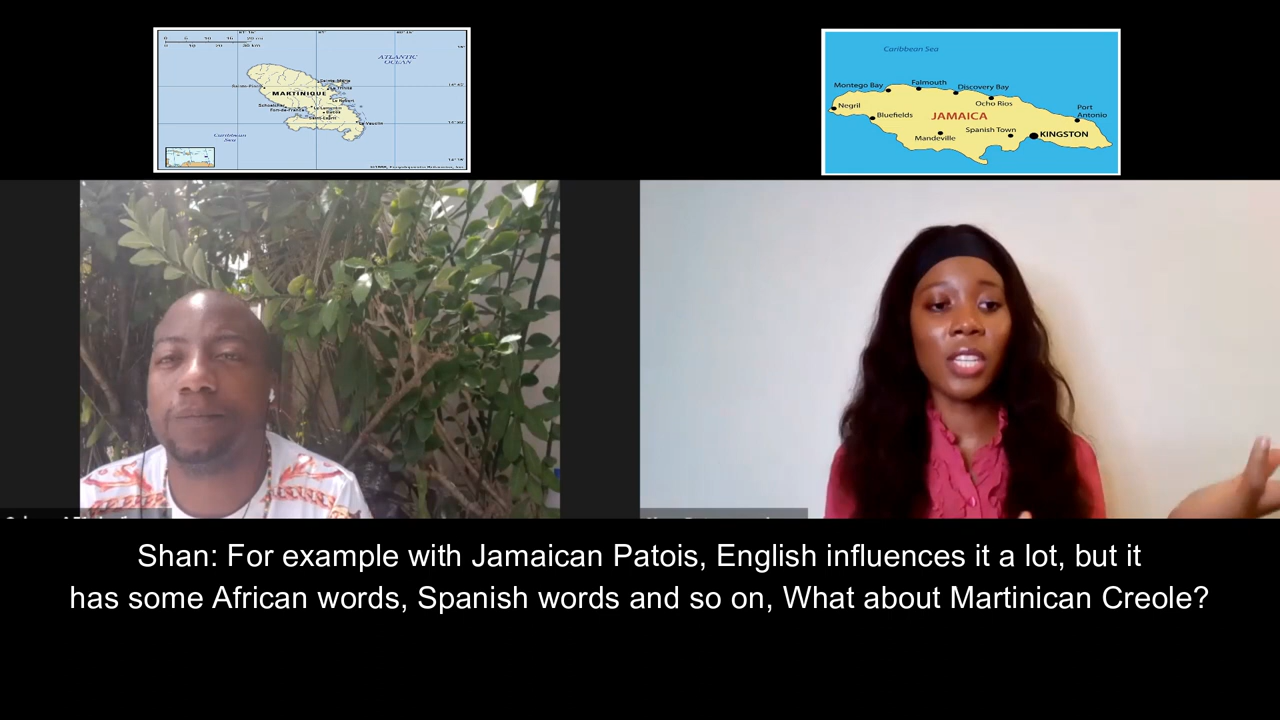 ATLANTIC
OCEAN
MARTINIQUE
Caribbean
Sea
Caribbean Sea
Montego Bay
Falmouth
Discovery Bay
Ocho Rios
Negril
Bluefields
JAMAICA
Port
Antonio
Spanish Town
KINGSTON
Mandeville
Shan: For example with Jamaican Patois, English influences it a lot, but it
has some African words, Spanish words and so on, What about Martinican Creole?